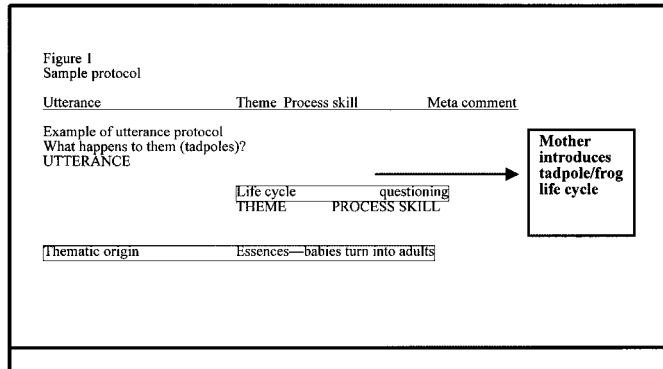 Figure 1
Sample protocol
Utterance Theme Process skill Meta comment
Example of utterance protocol
What happens to them (tadpoles)?
UTTERANCE
Mother
introduces
tadpole/frog
life cycle
Life cycle questioning
THEME PROCESS SKILL
Thematic origin Essences—babies turn into adults